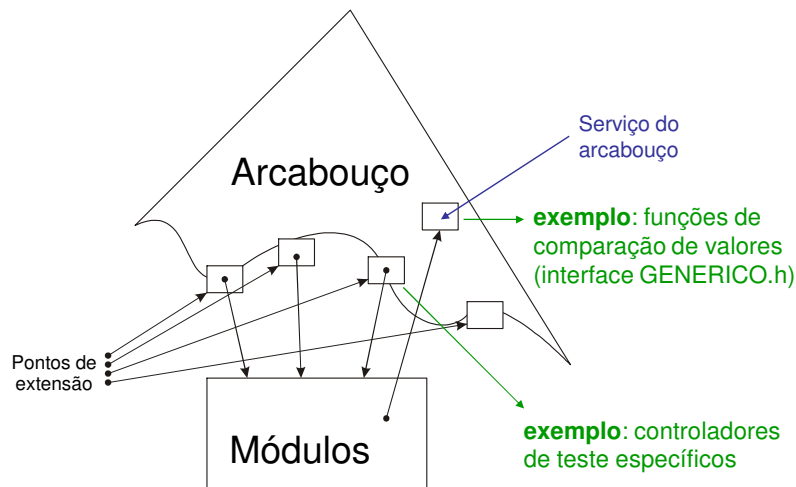 Serviço do
arcabouço
Arcabouço
exemplo: funções de
comparação de valores
(interface GENERICO.h)
Pontos de
extensão
Módulos
exemplo: controladores
de teste específicos